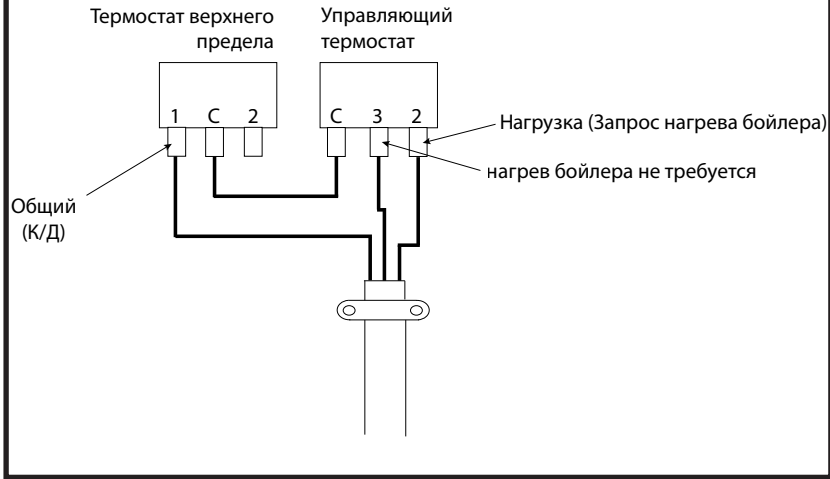 Термостат верхнего
предела
Управляющий
термостат
1 C 2
C 3 2
Нагрузка (Запрос нагрева бойлера)
нагрев бойлера не требуется
Общий
(К/Д)